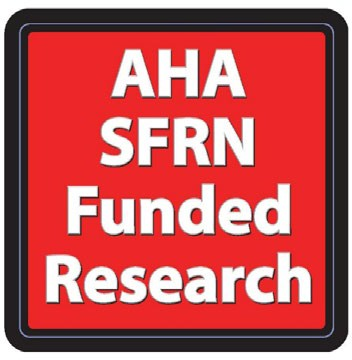 AHA
SFRN
Funded
Research